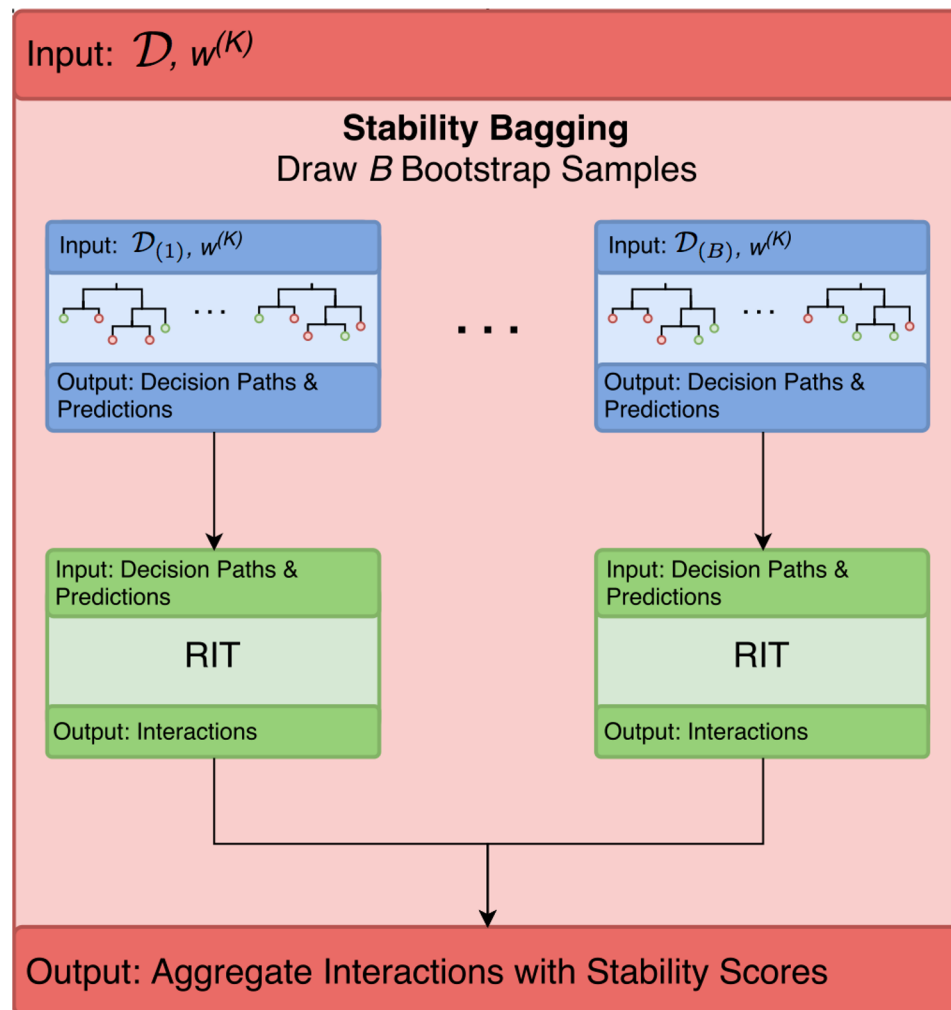 Input: 𝒟, w^(K)
Stability Bagging
Draw B Bootstrap Samples
Input: 𝒟_(1), w^(K)
Input: 𝒟_(B), w^(K)
...
...
...
Output: Decision Paths &
Predictions
Output: Decision Paths &
Predictions
Input: Decision Paths &
Predictions
Input: Decision Paths &
Predictions
RIT
RIT
Output: Interactions
Output: Interactions
Output: Aggregate Interactions with Stability Scores